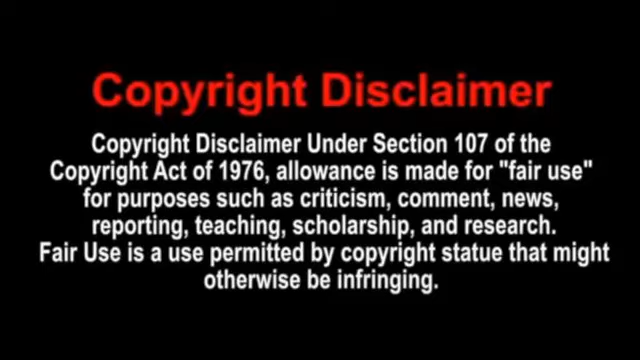 Copyright Disclaimer
Copyright Disclaimer Under Section 107 of the
Copyright Act of 1976, allowance is made for "fair use"
for purposes such as criticism, comment, news,
reporting, teaching, scholarship, and research.
Fair Use is a use permitted by copyright statue that might
otherwise be infringing.